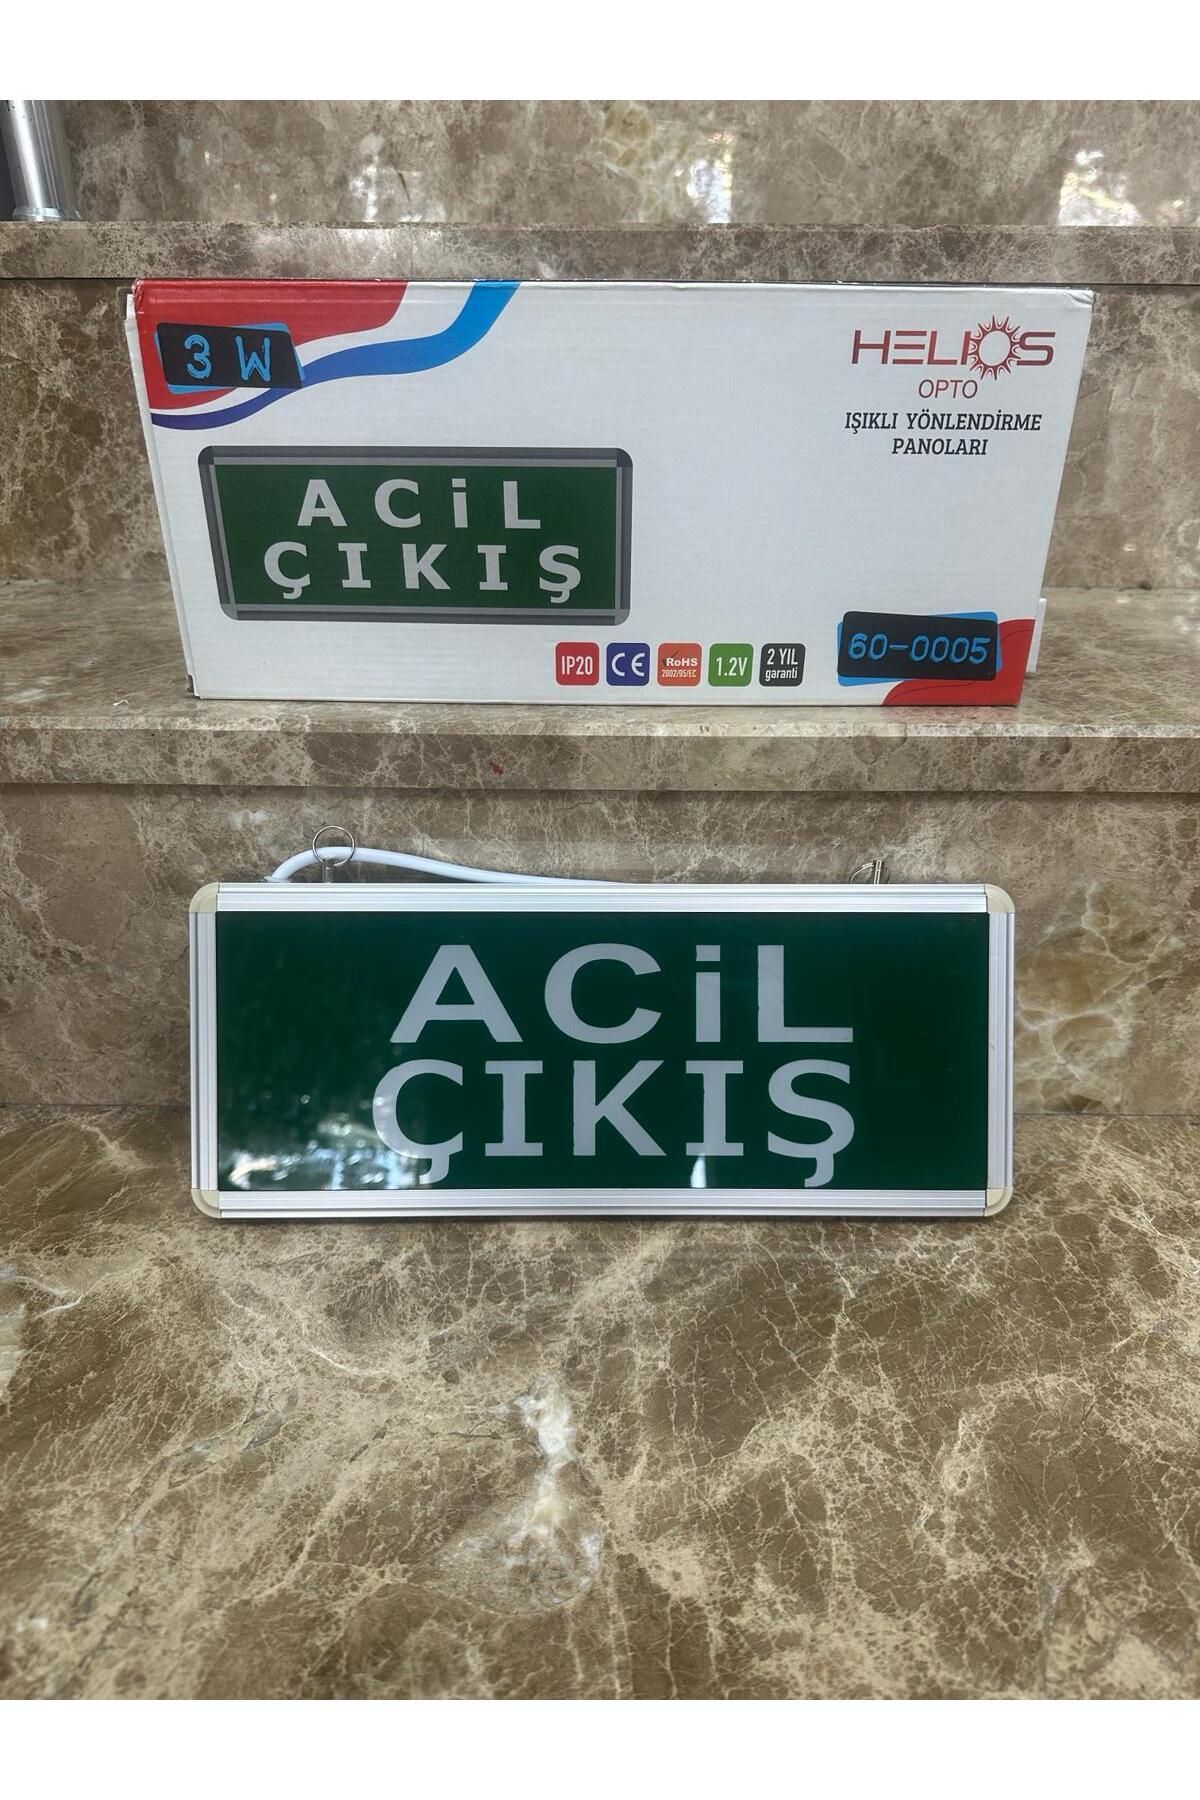 3 W
HELIOS
OPTO
IŞIKLI YÖNLENDİRME
PANOLARI
ACiL
ÇIKIŞ
IP20
CE
RoHS
2002/95/EC
1.2V
2 YIL
garanti
60-0005
ACiL
ÇIKIŞ